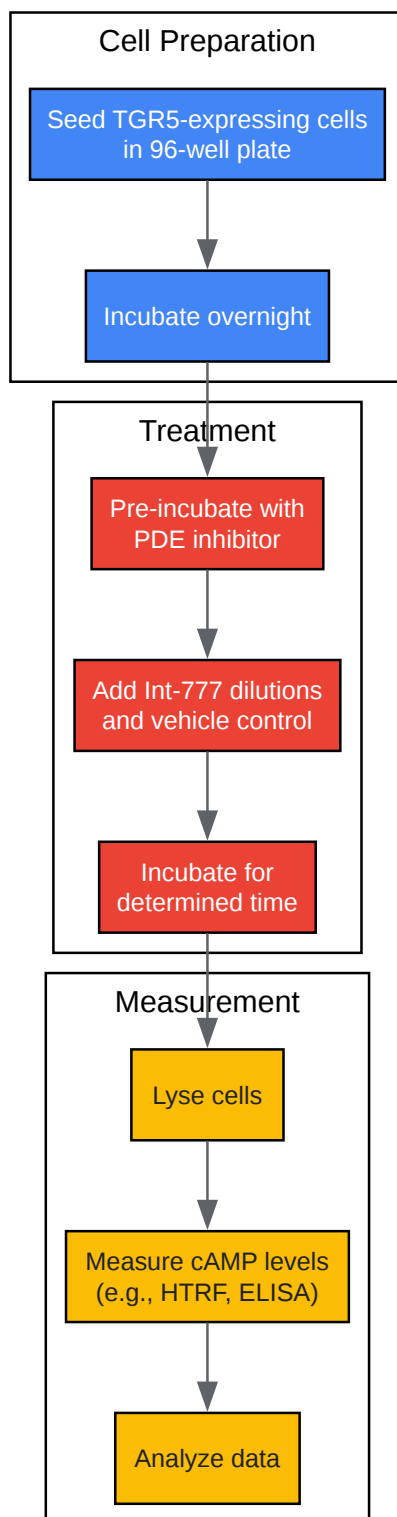 Cell Preparation
Seed TGR5-expressing cells
in 96-well plate
Incubate overnight
Treatment
Pre-incubate with
PDE inhibitor
Add Int-777 dilutions
and vehicle control
Incubate for
determined time
Measurement
Lyse cells
Measure cAMP levels
(e.g., HTRF, ELISA)
Analyze data